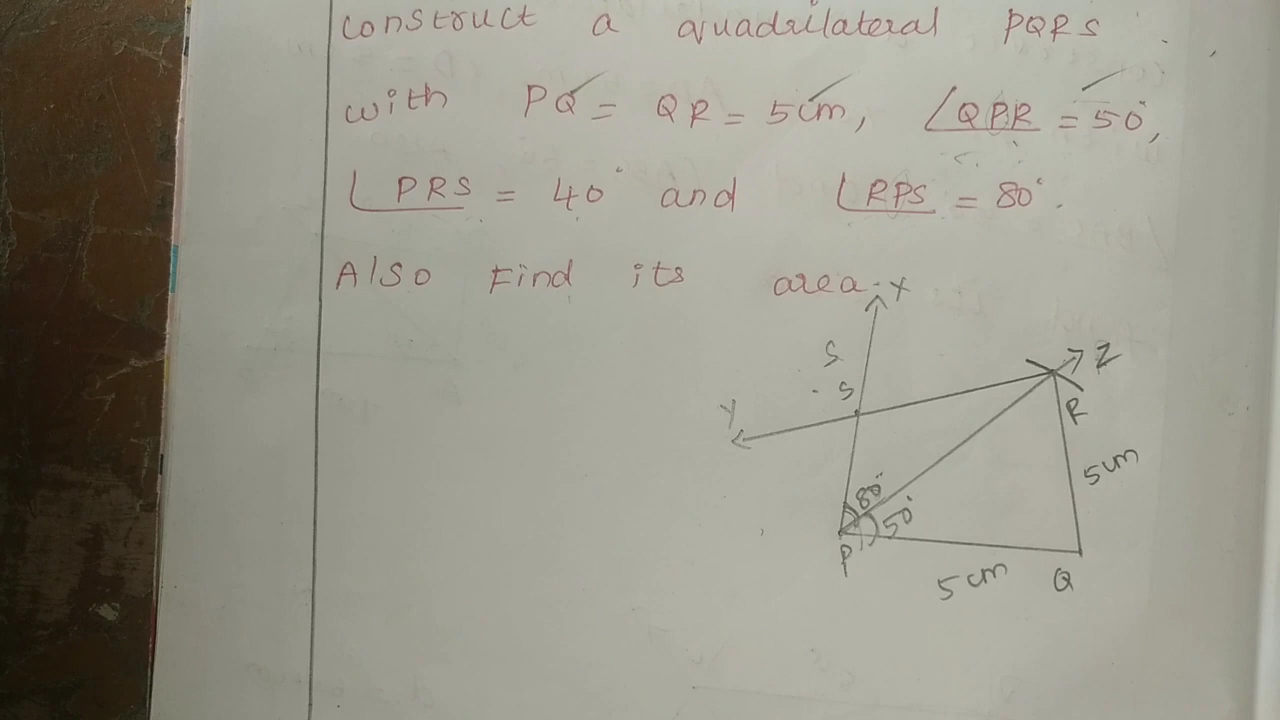 construct a quadrilateral PQRS.
with PQ = QR = 5cm, ∠QPR = 50°,
∠PRS = 40° and ∠RPS = 80°.
Also Find its area.
X
S
S
Z
Y
R
5cm
80°
50°
P
5cm
Q